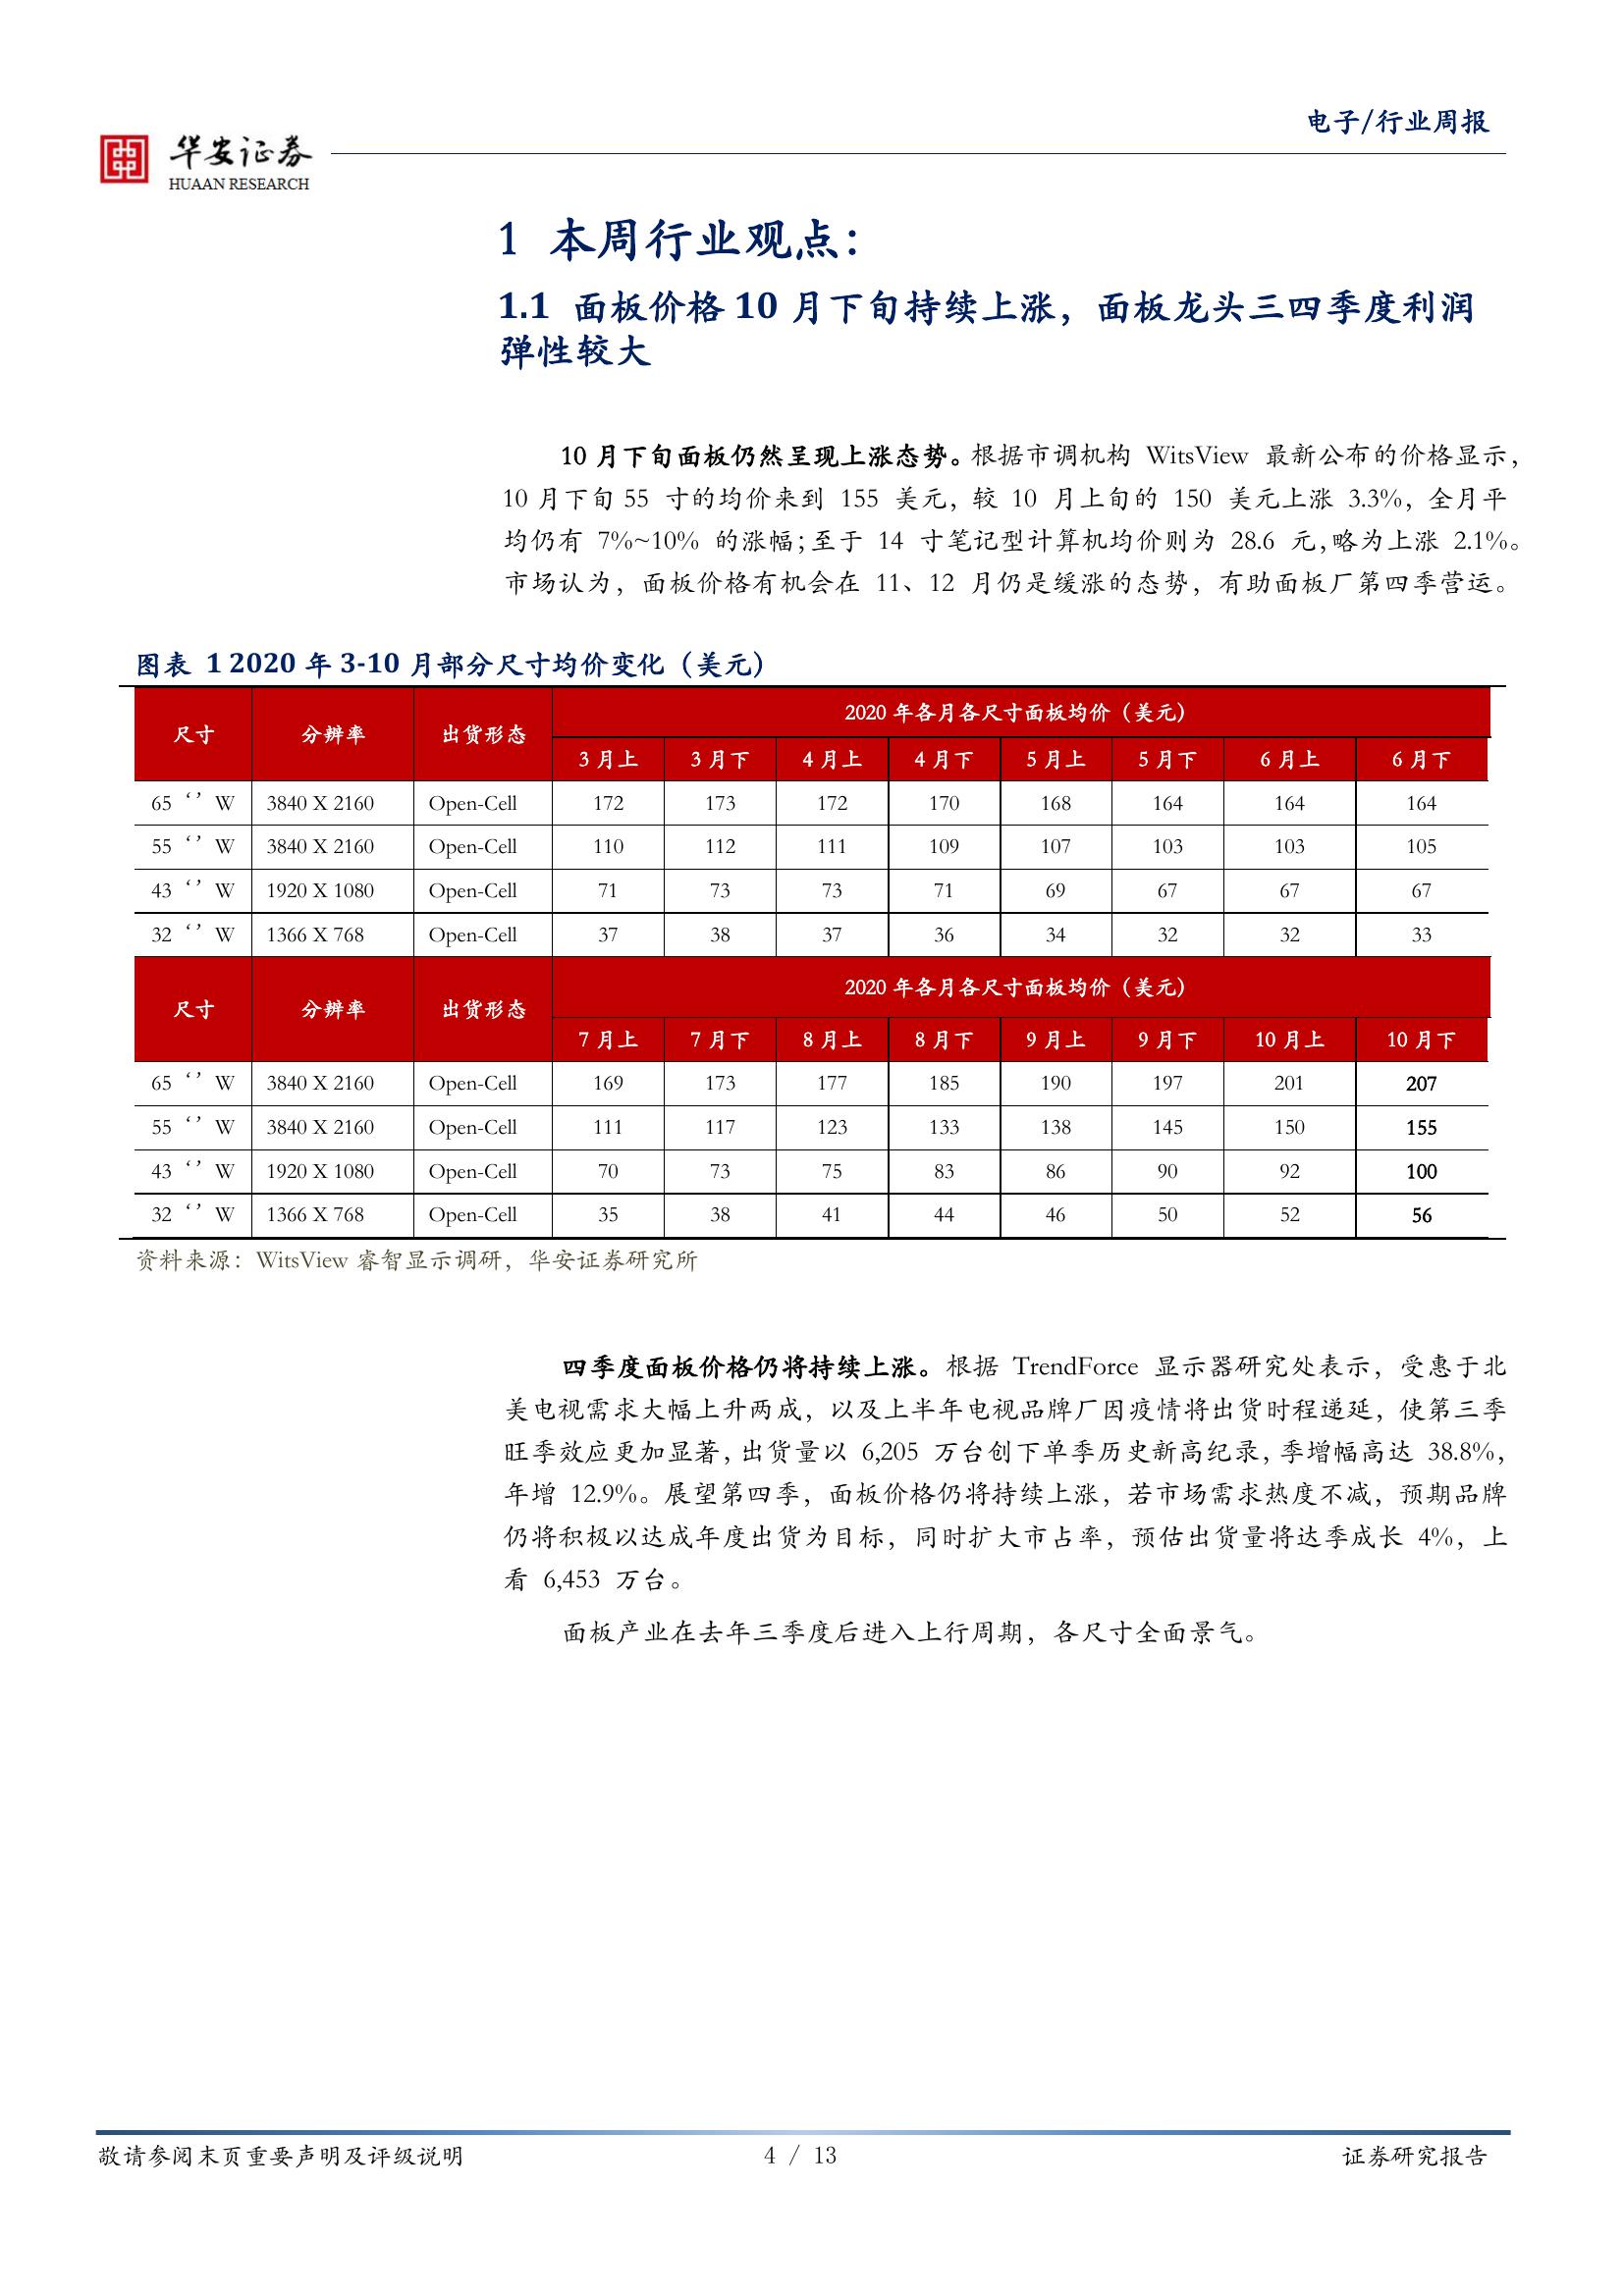 电子/行业周报
华安证券
HUAAN RESEARCH
1 本周行业观点：
1.1 面板价格 10 月下旬持续上涨，面板龙头三四季度利润
弹性较大
10 月下旬面板仍然呈现上涨态势。根据市调机构 WitsView 最新公布的价格显示，
10 月下旬 55 寸的均价来到 155 美元，较 10 月上旬的 150 美元上涨 3.3%，全月平
均仍有 7%~10% 的涨幅；至于 14 寸笔记型计算机均价则为 28.6 元，略为上涨 2.1%。
市场认为，面板价格有机会在 11、12 月仍是缓涨的态势，有助面板厂第四季营运。
图表 1 2020 年 3-10 月部分尺寸均价变化（美元）
尺寸 分辨率 出货形态 2020 年各月各尺寸面板均价（美元）
3 月上 3 月下 4 月上 4 月下 5 月上 5 月下 6 月上 6 月下
65 ‘’ W 3840 X 2160 Open-Cell 172 173 172 170 168 164 164 164
55 ‘’ W 3840 X 2160 Open-Cell 110 112 111 109 107 103 103 105
43 ‘’ W 1920 X 1080 Open-Cell 71 73 73 71 69 67 67 67
32 ‘’ W 1366 X 768 Open-Cell 37 38 37 36 34 32 32 33
尺寸 分辨率 出货形态 2020 年各月各尺寸面板均价（美元）
7 月上 7 月下 8 月上 8 月下 9 月上 9 月下 10 月上 10 月下
65 ‘’ W 3840 X 2160 Open-Cell 169 173 177 185 190 197 201 207
55 ‘’ W 3840 X 2160 Open-Cell 111 117 123 133 138 145 150 155
43 ‘’ W 1920 X 1080 Open-Cell 70 73 75 83 86 90 92 100
32 ‘’ W 1366 X 768 Open-Cell 35 38 41 44 46 50 52 56
资料来源：WitsView 睿智显示调研，华安证券研究所
四季度面板价格仍将持续上涨。根据 TrendForce 显示器研究处表示，受惠于北
美电视需求大幅上升两成，以及上半年电视品牌厂因疫情将出货时程递延，使第三季
旺季效应更加显著，出货量以 6,205 万台创下单季历史新高纪录，季增幅高达 38.8%，
年增 12.9%。展望第四季，面板价格仍将持续上涨，若市场需求热度不减，预期品牌
仍将积极以达成年度出货为目标，同时扩大市占率，预估出货量将达季成长 4%，上
看 6,453 万台。
面板产业在去年三季度后进入上行周期，各尺寸全面景气。
敬请参阅末页重要声明及评级说明 4 / 13 证券研究报告